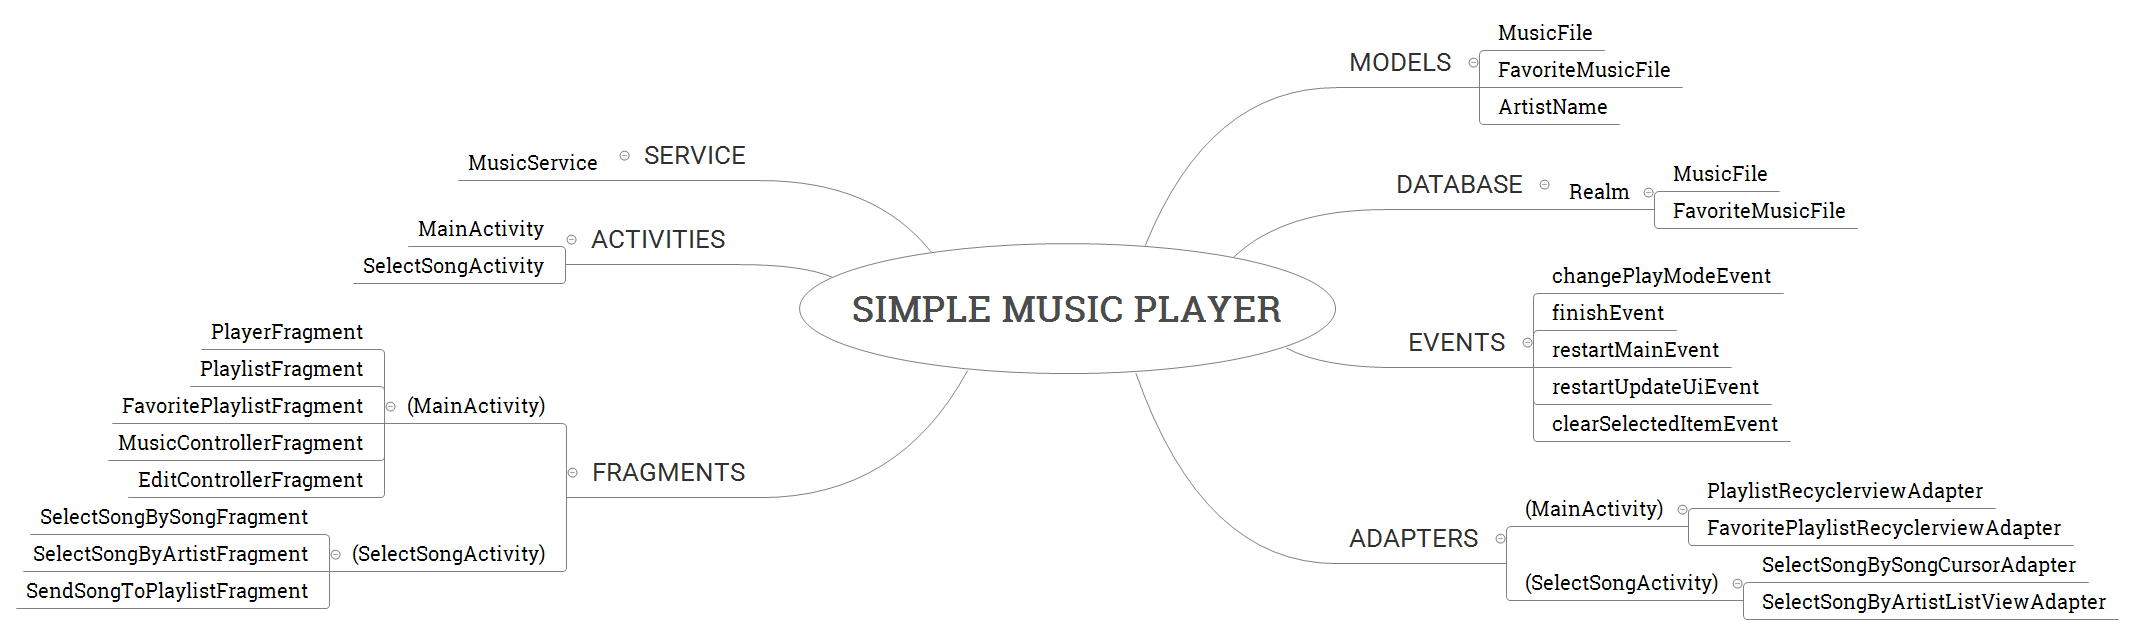 SIMPLE MUSIC PLAYER
SERVICE
MusicService
ACTIVITIES
MainActivity
SelectSongActivity
FRAGMENTS
(MainActivity)
PlayerFragment
PlaylistFragment
FavoritePlaylistFragment
MusicControllerFragment
EditControllerFragment
(SelectSongActivity)
SelectSongBySongFragment
SelectSongByArtistFragment
SendSongToPlaylistFragment
MODELS
MusicFile
FavoriteMusicFile
ArtistName
DATABASE
Realm
MusicFile
FavoriteMusicFile
EVENTS
changePlayModeEvent
finishEvent
restartMainEvent
restartUpdateUiEvent
clearSelectedItemEvent
ADAPTERS
(MainActivity)
PlaylistRecyclerviewAdapter
FavoritePlaylistRecyclerviewAdapter
(SelectSongActivity)
SelectSongBySongCursorAdapter
SelectSongByArtistListViewAdapter